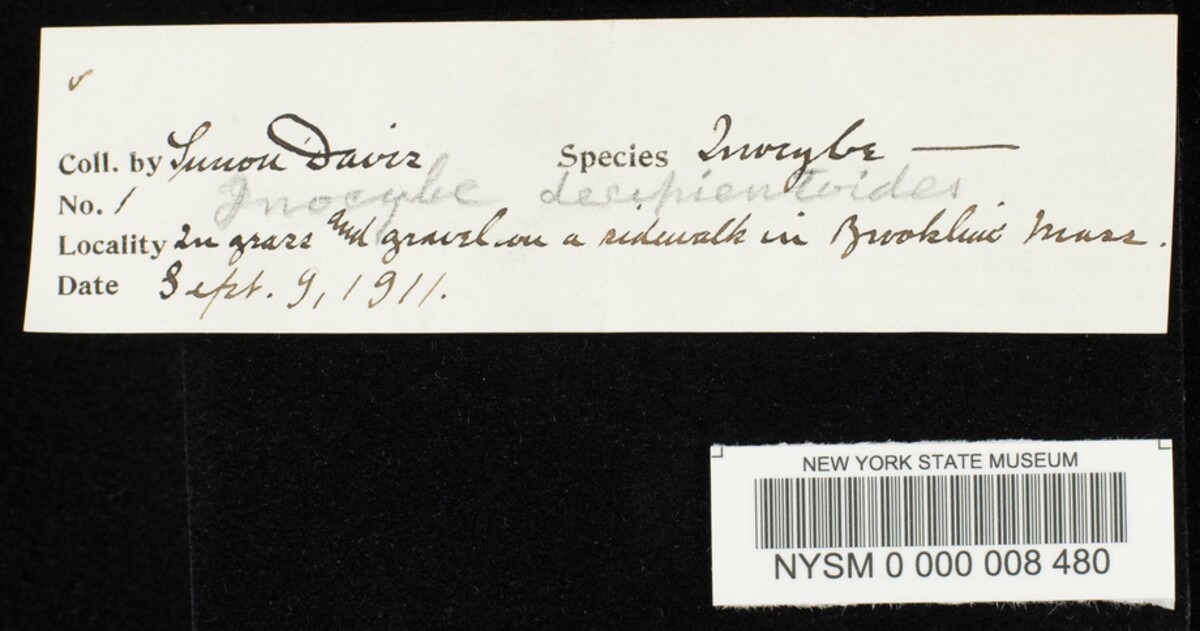 Coll. by Simon Davis Species Inocybe —
No. 1 Inocybe decipientoides
Locality In grass and gravel on a sidewalk in Brookline Mass.
Date Sept. 9, 1911.
NEW YORK STATE MUSEUM
NYSM 0 000 008 480